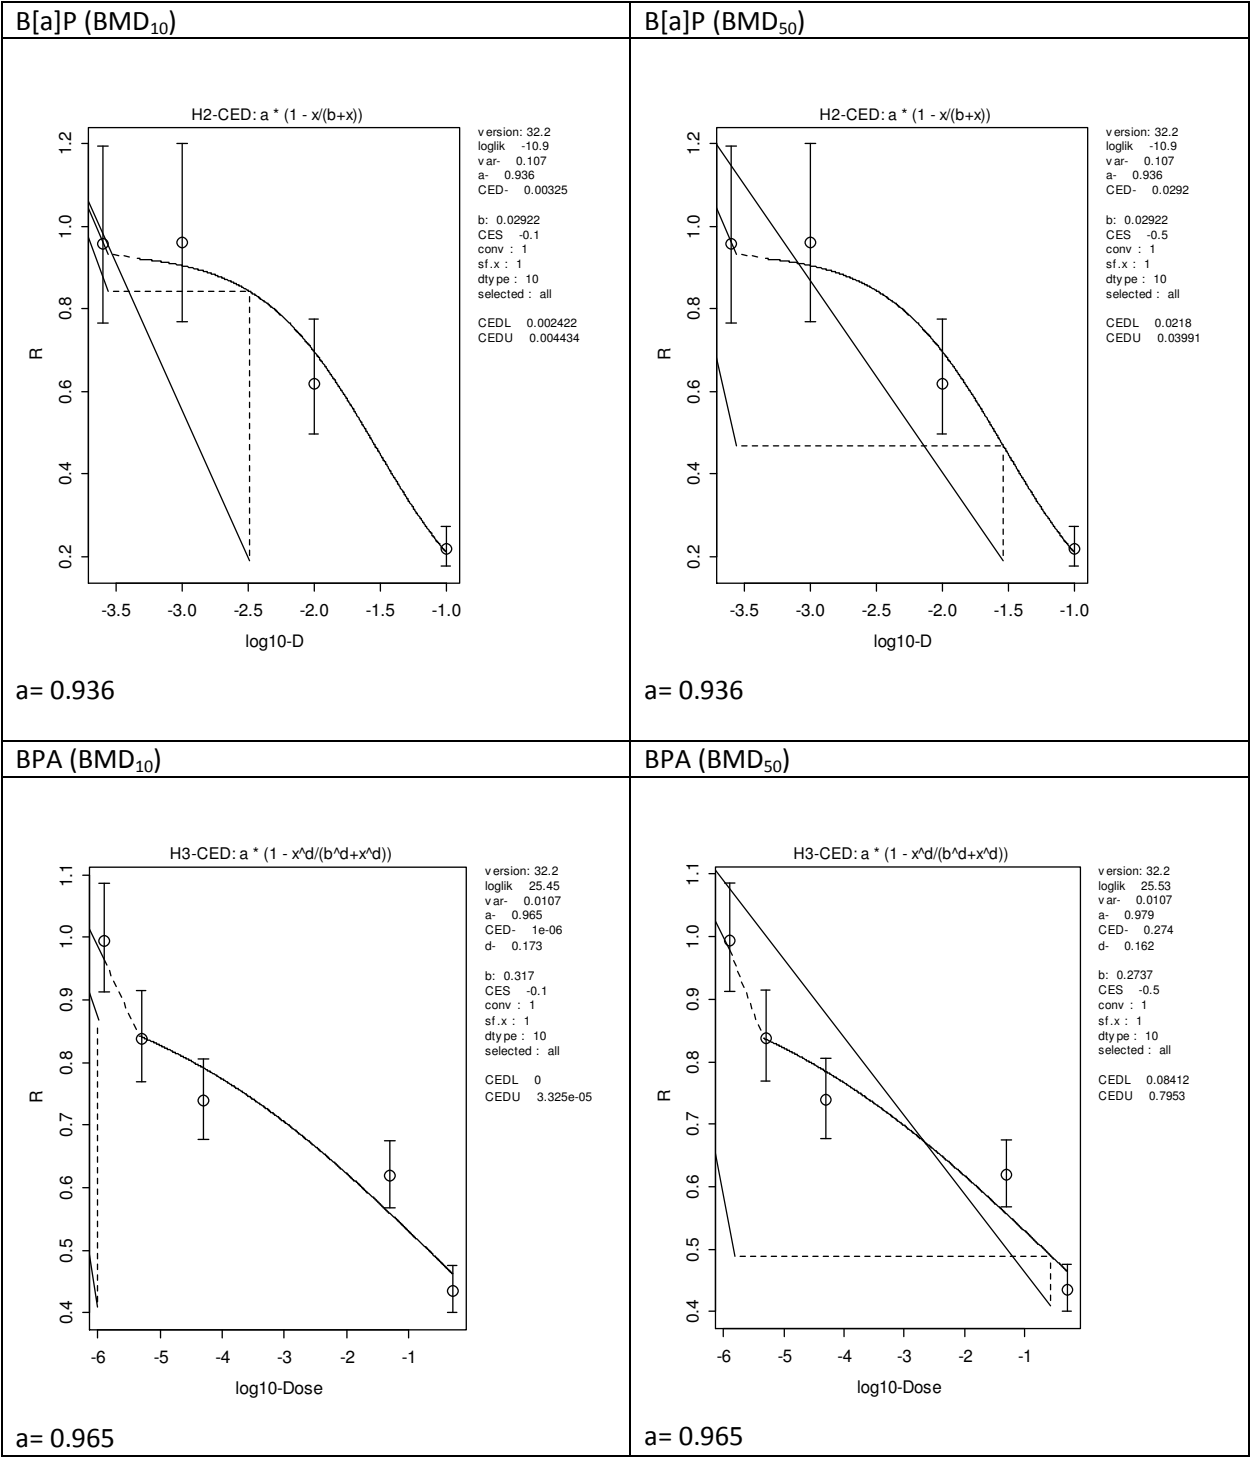 B[a]P (BMD10)
B[a]P (BMD50)
H2-CED: a * (1 - x/(b+x))
version: 32.2
loglik -10.9
var- 0.107
a- 0.936
CED- 0.00325
b: 0.02922
CES -0.1
conv : 1
sf.x : 1
dtype : 10
selected : all
CEDL 0.002422
CEDU 0.004434
R
1.2
1.0
0.8
0.6
0.4
0.2
-3.5 -3.0 -2.5 -2.0 -1.5 -1.0
log10-D
a= 0.936
H2-CED: a * (1 - x/(b+x))
version: 32.2
loglik -10.9
var- 0.107
a- 0.936
CED- 0.0292
b: 0.02922
CES -0.5
conv : 1
sf.x : 1
dtype : 10
selected : all
CEDL 0.0218
CEDU 0.03991
R
1.2
1.0
0.8
0.6
0.4
0.2
-3.5 -3.0 -2.5 -2.0 -1.5 -1.0
log10-D
a= 0.936
BPA (BMD10)
BPA (BMD50)
H3-CED: a * (1 - x^d/(b^d+x^d))
version: 32.2
loglik 25.45
var- 0.0107
a- 0.965
CED- 1e-06
d- 0.173
b: 0.317
CES -0.1
conv : 1
sf.x : 1
dtype : 10
selected : all
CEDL 0
CEDU 3.325e-05
R
1.1
1.0
0.9
0.8
0.7
0.6
0.5
0.4
-6 -5 -4 -3 -2 -1
log10-Dose
a= 0.965
H3-CED: a * (1 - x^d/(b^d+x^d))
version: 32.2
loglik 25.53
var- 0.0107
a- 0.979
CED- 0.274
d- 0.162
b: 0.2737
CES -0.5
conv : 1
sf.x : 1
dtype : 10
selected : all
CEDL 0.08412
CEDU 0.7953
R
1.1
1.0
0.9
0.8
0.7
0.6
0.5
0.4
-6 -5 -4 -3 -2 -1
log10-Dose
a= 0.965